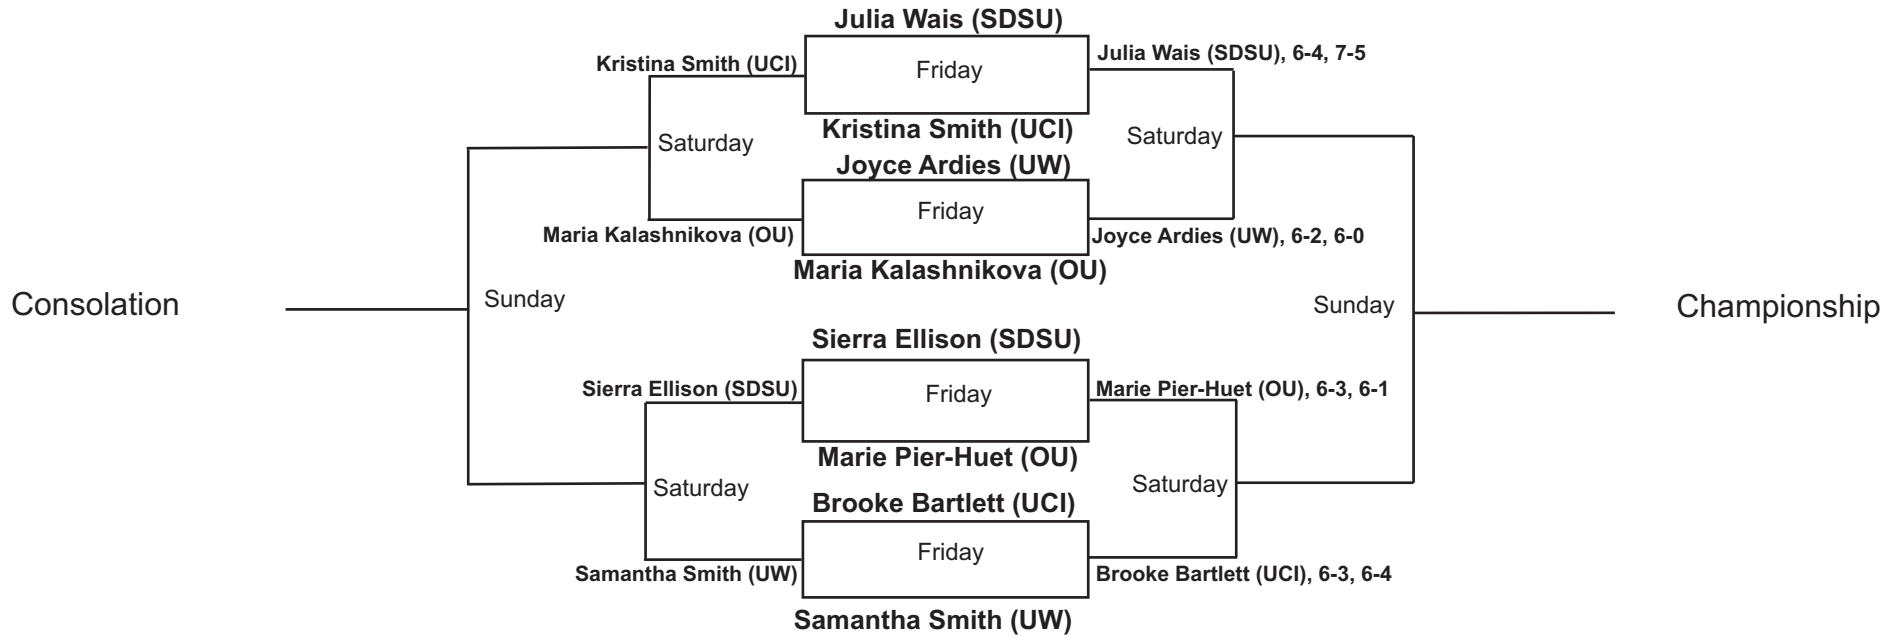 Julia Wais (SDSU)
Kristina Smith (UCI)
Friday
Julia Wais (SDSU), 6-4, 7-5
Kristina Smith (UCI)
Saturday
Saturday
Joyce Ardies (UW)
Friday
Maria Kalashnikova (OU)
Joyce Ardies (UW), 6-2, 6-0
Maria Kalashnikova (OU)
Consolation
Sunday
Sunday
Championship
Sierra Ellison (SDSU)
Sierra Ellison (SDSU)
Friday
Marie Pier-Huet (OU), 6-3, 6-1
Marie Pier-Huet (OU)
Saturday
Saturday
Brooke Bartlett (UCI)
Friday
Samantha Smith (UW)
Brooke Bartlett (UCI), 6-3, 6-4
Samantha Smith (UW)